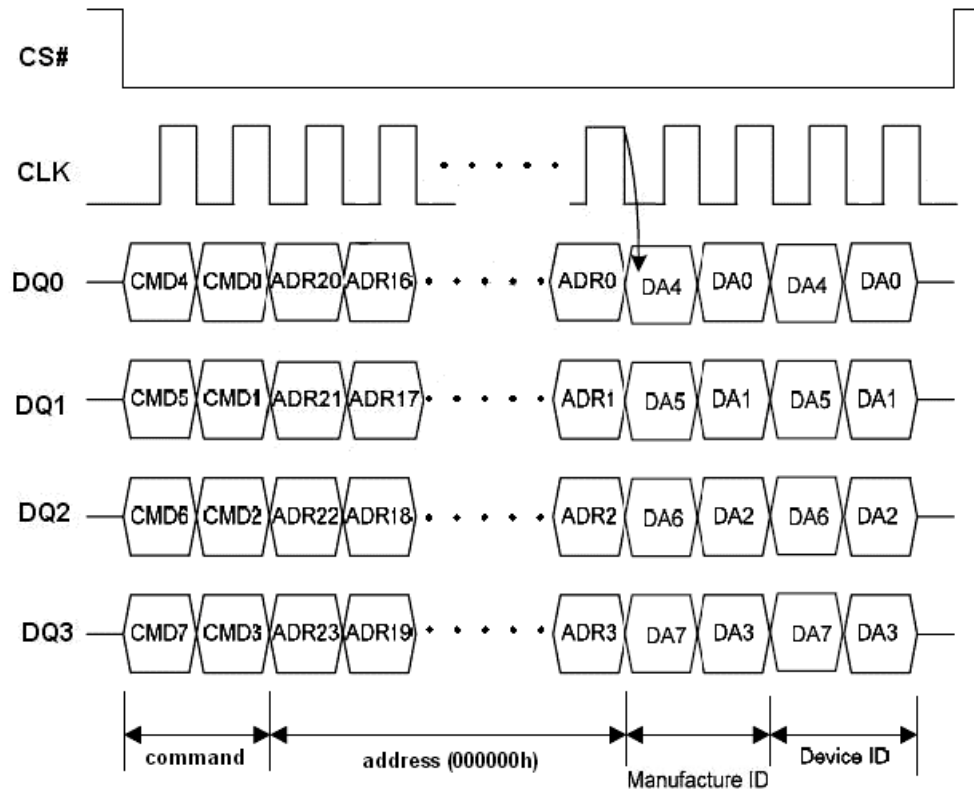 CS#
CLK
DQ0 CMD4 CMD0 ADR20 ADR16 ADR0 DA4 DA0 DA4 DA0
DQ1 CMD5 CMD1 ADR21 ADR17 ADR1 DA5 DA1 DA5 DA1
DQ2 CMD6 CMD2 ADR22 ADR18 ADR2 DA6 DA2 DA6 DA2
DQ3 CMD7 CMD3 ADR23 ADR19 ADR3 DA7 DA3 DA7 DA3
command address (000000h) Manufacture ID Device ID